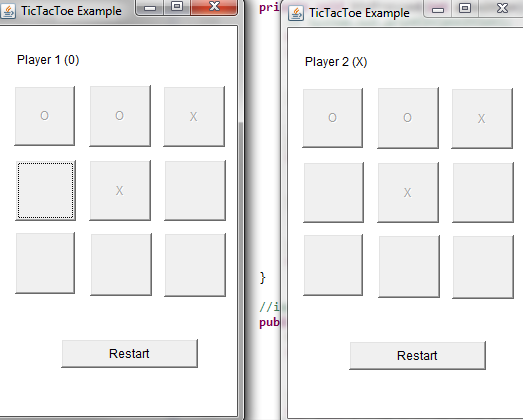 TicTacToe Example
Player 1 (0)
O O X
X
Restart
pri
}
//i
pub
TicTacToe Example
Player 2 (X)
O O X
X
Restart